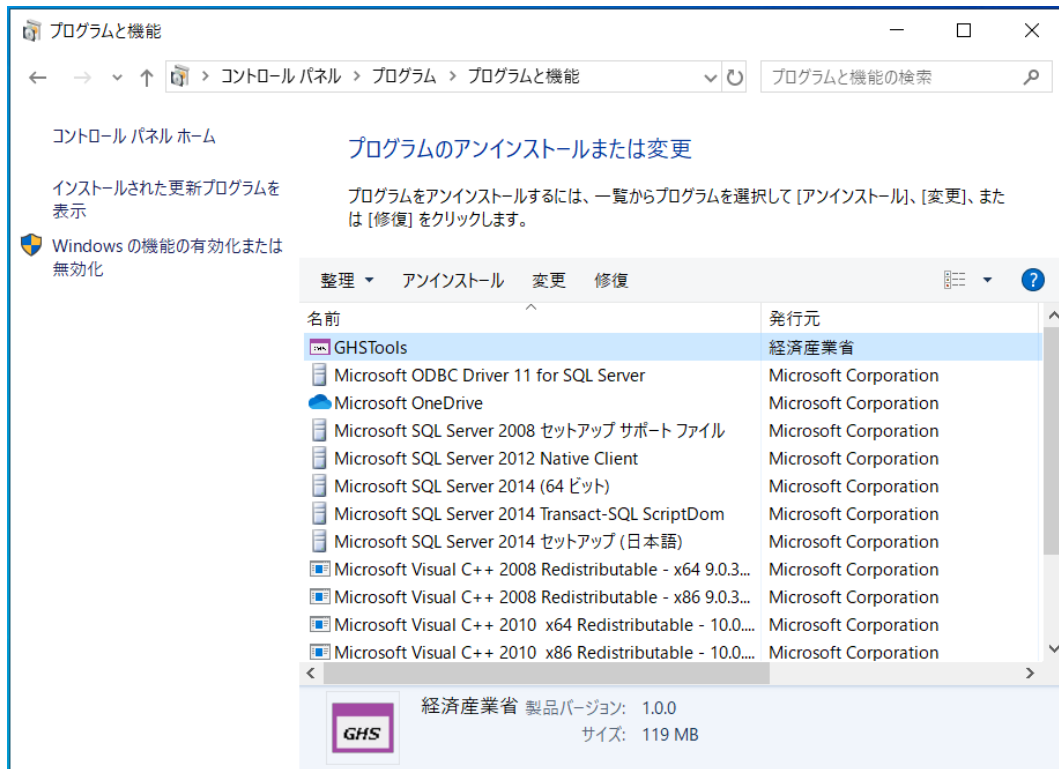 プログラムと機能
コントロール パネル > プログラム > プログラムと機能
プログラムと機能の検索
コントロール パネル ホーム
インストールされた更新プログラムを
表示
Windows の機能の有効化または
無効化
プログラムのアンインストールまたは変更
プログラムをアンインストールするには、一覧からプログラムを選択して [アンインストール]、[変更]、また
は [修復] をクリックします。
整理 アンインストール 変更 修復
名前 発行元
GHSTools 経済産業省
Microsoft ODBC Driver 11 for SQL Server Microsoft Corporation
Microsoft OneDrive Microsoft Corporation
Microsoft SQL Server 2008 セットアップ サポート ファイル Microsoft Corporation
Microsoft SQL Server 2012 Native Client Microsoft Corporation
Microsoft SQL Server 2014 (64 ビット) Microsoft Corporation
Microsoft SQL Server 2014 Transact-SQL ScriptDom Microsoft Corporation
Microsoft SQL Server 2014 セットアップ (日本語) Microsoft Corporation
Microsoft Visual C++ 2008 Redistributable - x64 9.0.3... Microsoft Corporation
Microsoft Visual C++ 2008 Redistributable - x86 9.0.3... Microsoft Corporation
Microsoft Visual C++ 2010 x64 Redistributable - 10.0.... Microsoft Corporation
Microsoft Visual C++ 2010 x86 Redistributable - 10.0.... Microsoft Corporation
GHS
経済産業省 製品バージョン: 1.0.0
サイズ: 119 MB